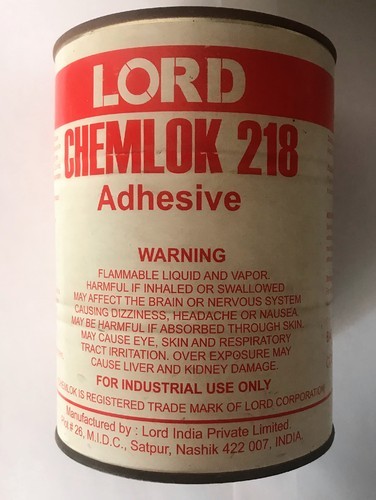 LORD
CHEMLOK 218
Adhesive
WARNING
FLAMMABLE LIQUID AND VAPOR.
HARMFUL IF INHALED OR SWALLOWED
MAY AFFECT THE BRAIN OR NERVOUS SYSTEM
CAUSING DIZZINESS, HEADACHE OR NAUSEA.
MAY BE HARMFUL IF ABSORBED THROUGH SKIN.
MAY CAUSE EYE, SKIN AND RESPIRATORY
TRACT IRRITATION. OVER EXPOSURE MAY
CAUSE LIVER AND KIDNEY DAMAGE.
FOR INDUSTRIAL USE ONLY
CHEMLOK IS REGISTERED TRADE MARK OF LORD CORPORATION
Manufactured by : Lord India Private Limited.
# 26, M.I.D.C., Satpur, Nashik 422 007, INDIA,